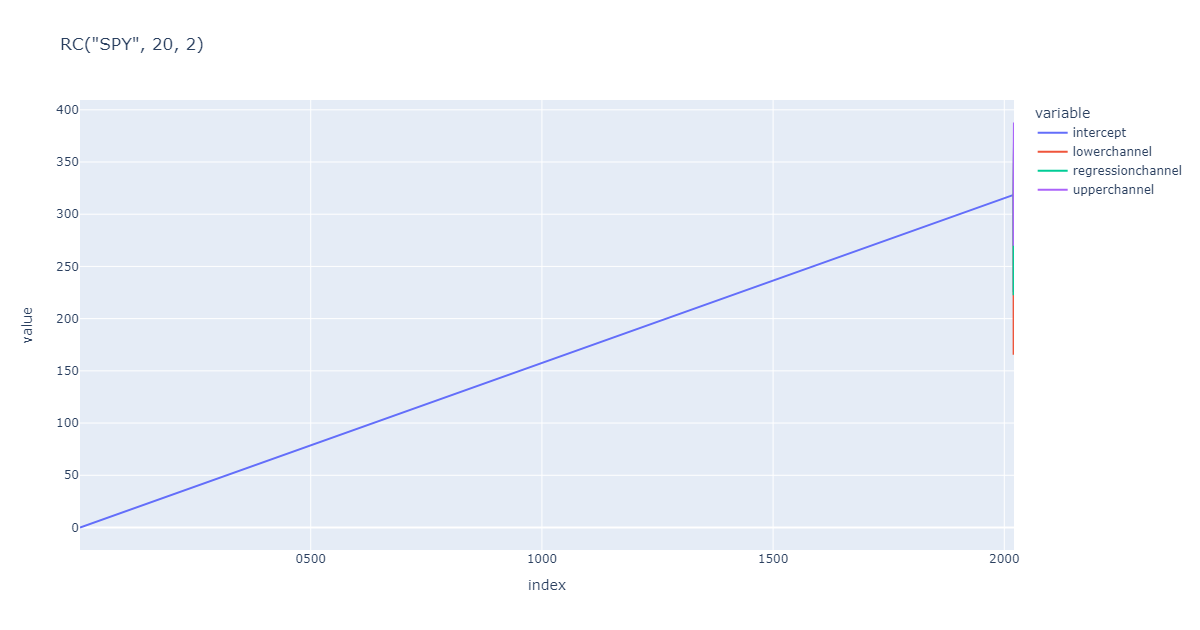 RC("SPY", 20, 2)
400
350
300
250
200
150
100
50
0
value
0500
1000
1500
2000
index
variable
intercept
lowerchannel
regressionchannel
upperchannel